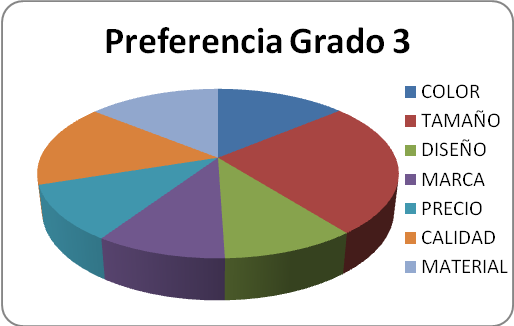 Preferencia Grado 3
COLOR
TAMAÑO
DISEÑO
MARCA
PRECIO
CALIDAD
MATERIAL